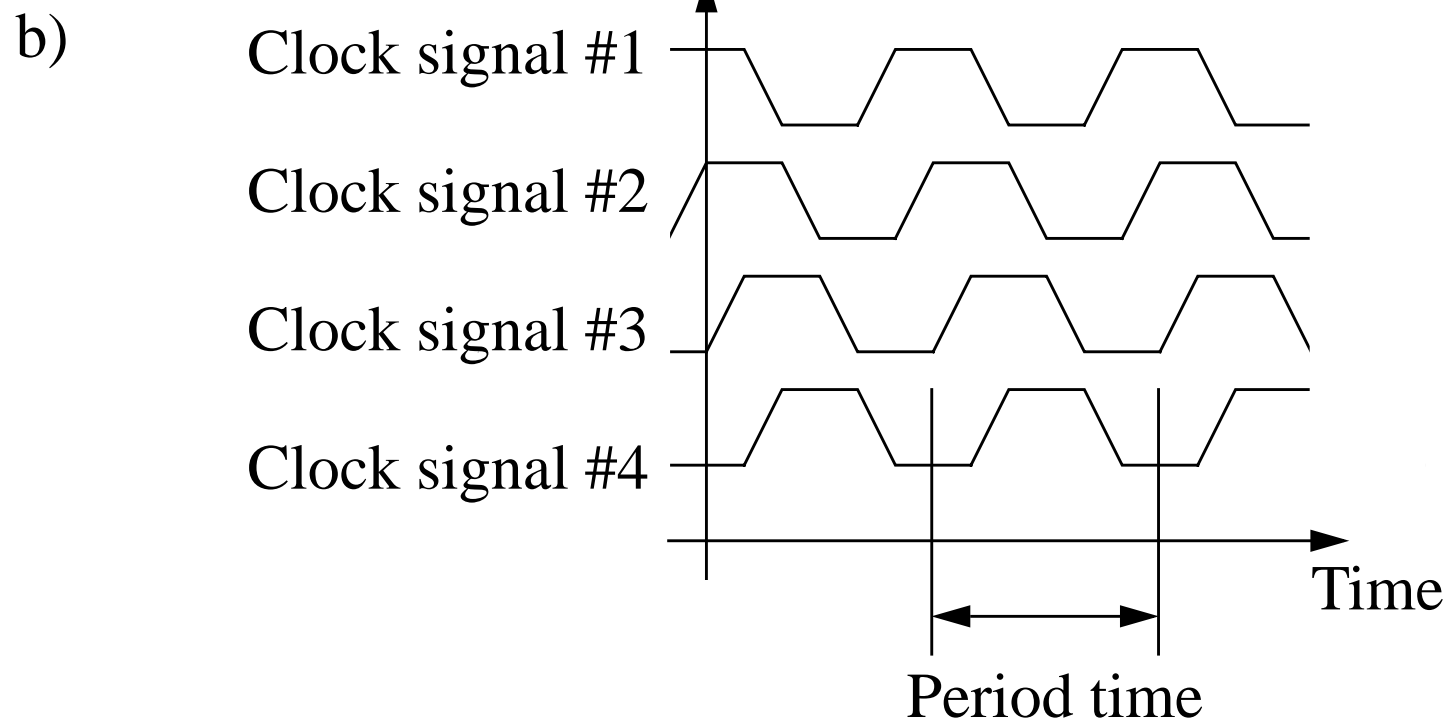 b)
Clock signal #1
Clock signal #2
Clock signal #3
Clock signal #4
Time
Period time